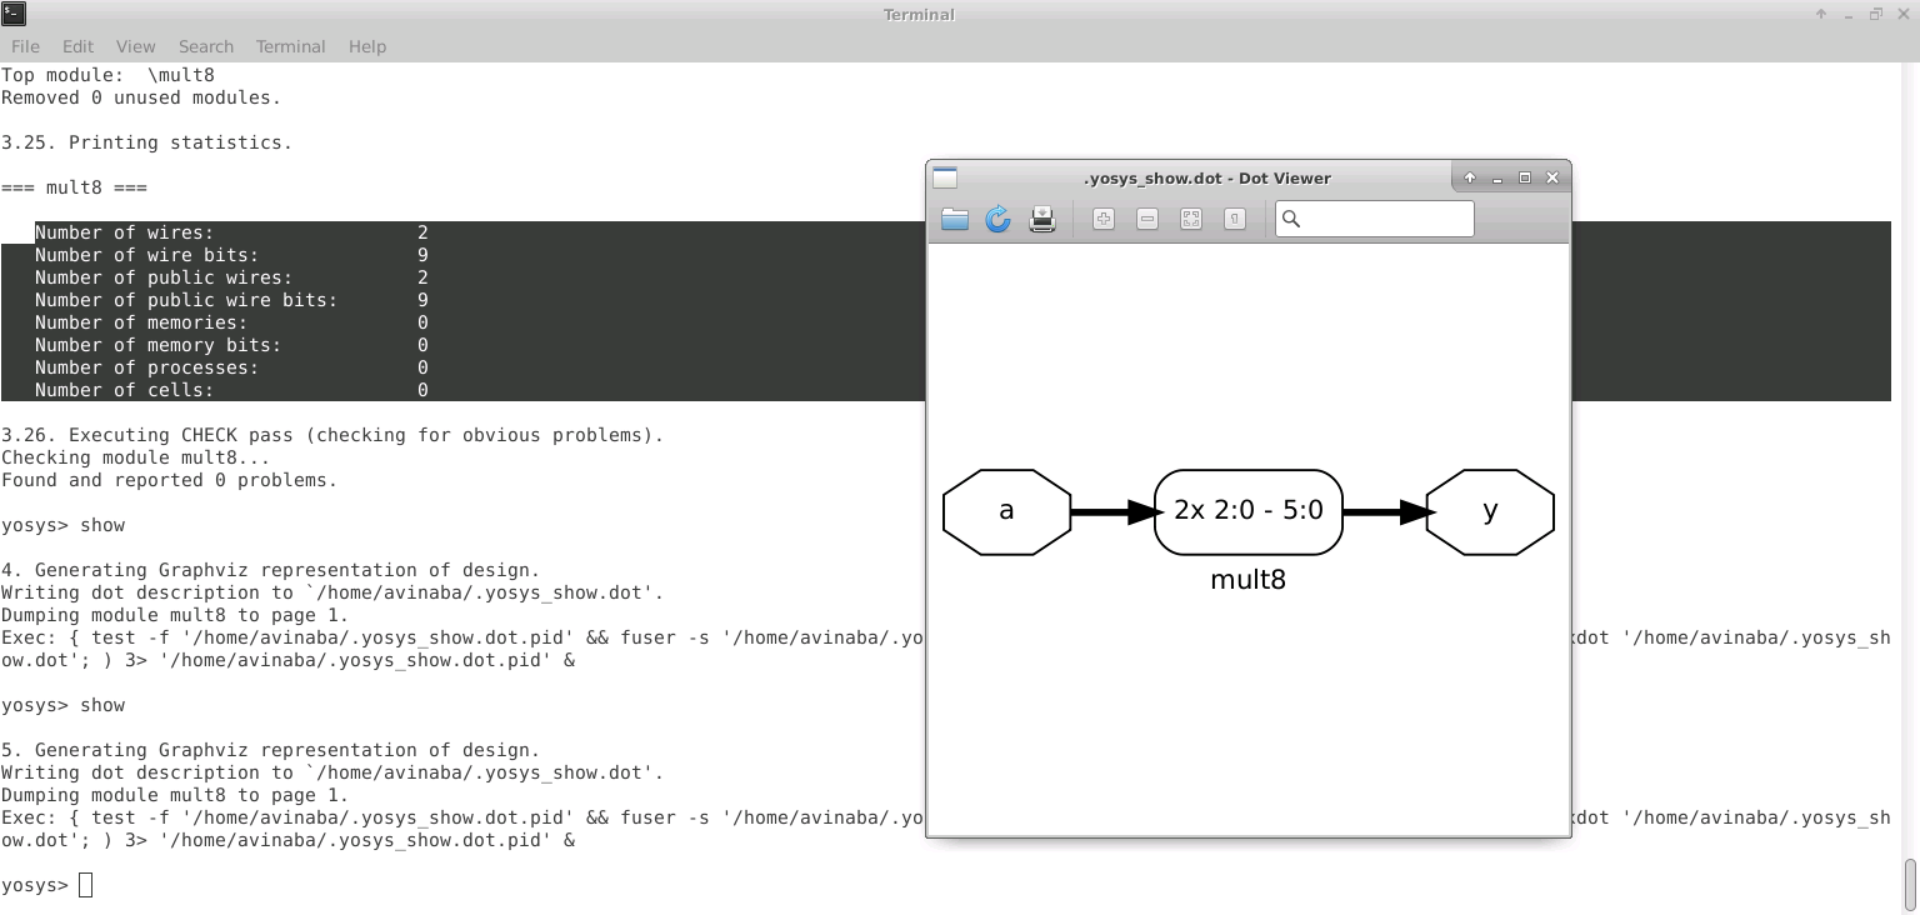 Terminal
File Edit View Search Terminal Help
Top module:  \mult8
Removed 0 unused modules.
3.25. Printing statistics.
=== mult8 ===
Number of wires: 2
Number of wire bits: 9
Number of public wires: 2
Number of public wire bits: 9
Number of memories: 0
Number of memory bits: 0
Number of processes: 0
Number of cells: 0
3.26. Executing CHECK pass (checking for obvious problems).
Checking module mult8...
Found and reported 0 problems.
yosys> show
4. Generating Graphviz representation of design.
Writing dot description to `/home/avinaba/.yosys_show.dot'.
Dumping module mult8 to page 1.
Exec: { test -f '/home/avinaba/.yosys_show.dot.pid' && fuser -s '/home/avinaba/.yo
dot '/home/avinaba/.yosys_sh
ow.dot'; ) 3> '/home/avinaba/.yosys_show.dot.pid' &
yosys> show
5. Generating Graphviz representation of design.
Writing dot description to `/home/avinaba/.yosys_show.dot'.
Dumping module mult8 to page 1.
Exec: { test -f '/home/avinaba/.yosys_show.dot.pid' && fuser -s '/home/avinaba/.yo
dot '/home/avinaba/.yosys_sh
ow.dot'; ) 3> '/home/avinaba/.yosys_show.dot.pid' &
yosys>
.yosys_show.dot - Dot Viewer
a
2x 2:0 - 5:0
y
mult8